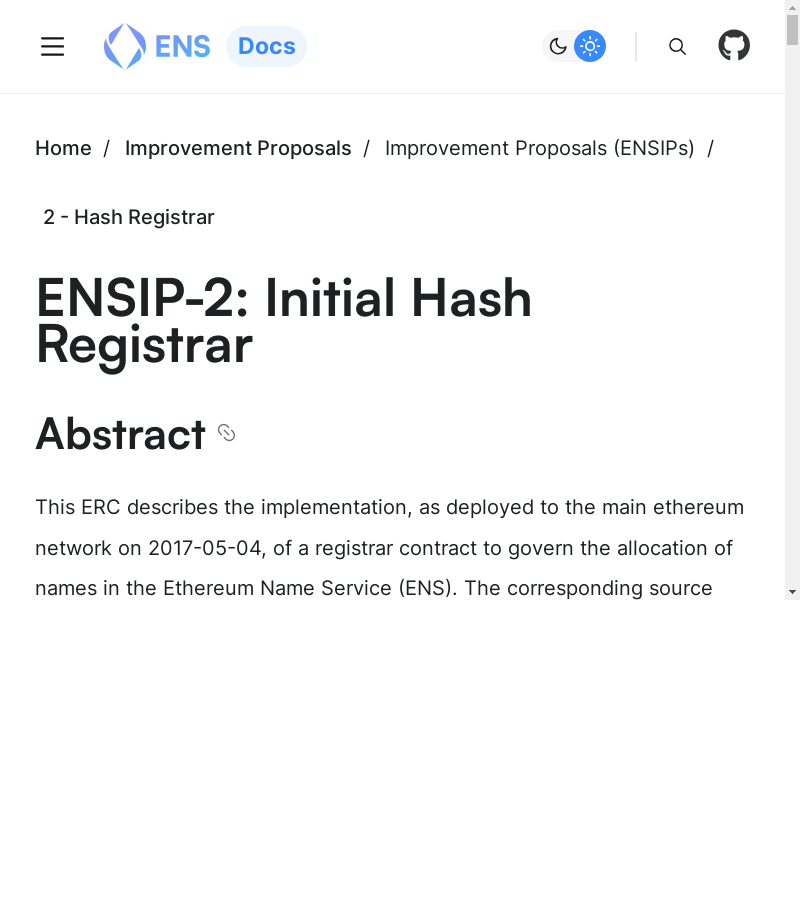 ENS Docs
Home / Improvement Proposals / Improvement Proposals (ENSIPs) /
2 - Hash Registrar
ENSIP-2: Initial Hash
Registrar
Abstract
This ERC describes the implementation, as deployed to the main ethereum
network on 2017-05-04, of a registrar contract to govern the allocation of
names in the Ethereum Name Service (ENS). The corresponding source